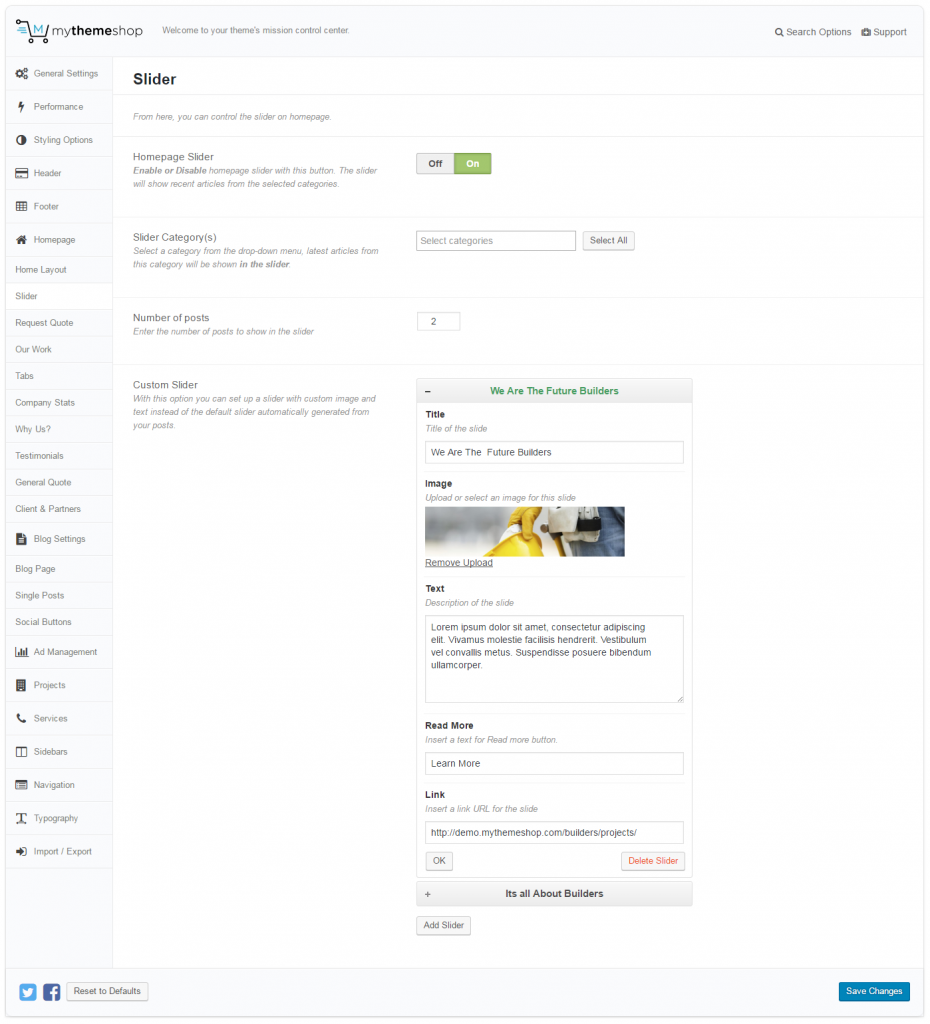 mythemeshop
Welcome to your theme's mission control center.
Search Options
Support
General Settings
Performance
Styling Options
Header
Footer
Homepage
Home Layout
Slider
Request Quote
Our Work
Tabs
Company Stats
Why Us?
Testimonials
General Quote
Client & Partners
Blog Settings
Blog Page
Single Posts
Social Buttons
Ad Management
Projects
Services
Sidebars
Navigation
Typography
Import / Export
Slider
From here, you can control the slider on homepage.
Homepage Slider
Enable or Disable homepage slider with this button. The slider
will show recent articles from the selected categories.
Off
On
Slider Category(s)
Select a category from the drop-down menu, latest articles from
this category will be shown in the slider.
Select categories
Select All
Number of posts
Enter the number of posts to show in the slider
2
Custom Slider
With this option you can set up a slider with custom image and
text instead of the default slider automatically generated from
your posts.
− We Are The Future Builders
Title
Title of the slide
We Are The  Future Builders
Image
Upload or select an image for this slide
Remove Upload
Text
Description of the slide
Lorem ipsum dolor sit amet, consectetur adipiscing
elit. Vivamus molestie facilisis hendrerit. Vestibulum
vel convallis metus. Suspendisse posuere bibendum
ullamcorper.
Read More
Insert a text for Read more button.
Learn More
Link
Insert a link URL for the slide
http://demo.mythemeshop.com/builders/projects/
OK
Delete Slider
+ Its all About Builders
Add Slider
Reset to Defaults
Save Changes